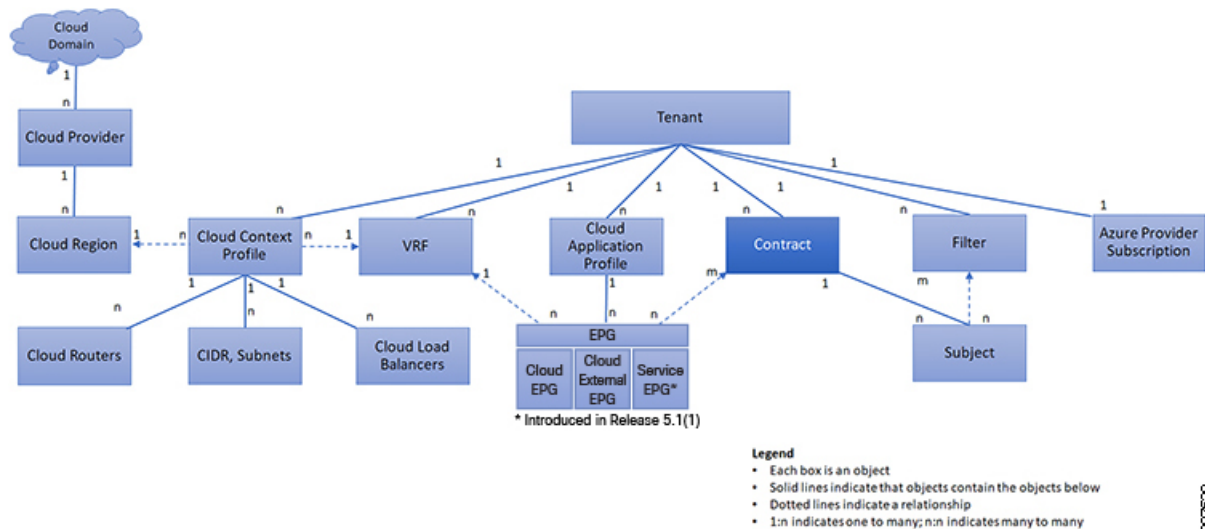 Cloud
Domain
1
n
Cloud Provider
Tenant
1
1
1
1
1
1
1
n
n
n
n
n
n
1
Cloud Region
1
n
Cloud Context
Profile
n
1
VRF
Cloud
Application
Profile
Contract
Filter
Azure Provider
Subscription
1
1
1
1
1
m
1
m
n
n
n
n
n
n
n
n
Cloud Routers
CIDR, Subnets
Cloud Load
Balancers
EPG
Subject
Cloud
EPG
Cloud
External
EPG
Service
EPG*
* Introduced in Release 5.1(1)
Legend
• Each box is an object
• Solid lines indicate that objects contain the objects below
• Dotted lines indicate a relationship
• 1:n indicates one to many; n:n indicates many to many